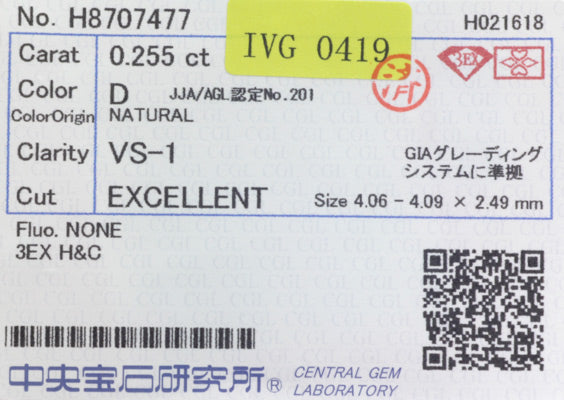 No. H8707477 H021618
Carat 0.255 ct
IVG 0419
3EX
Color D JJA/AGL認定No.201
ColorOrigin NATURAL
Clarity VS-1
GIAグレーディング
システムに準拠
Cut EXCELLENT Size 4.06 - 4.09 × 2.49 mm
Fluo. NONE
3EX H&C
中央宝石研究所® CENTRAL GEM
LABORATORY